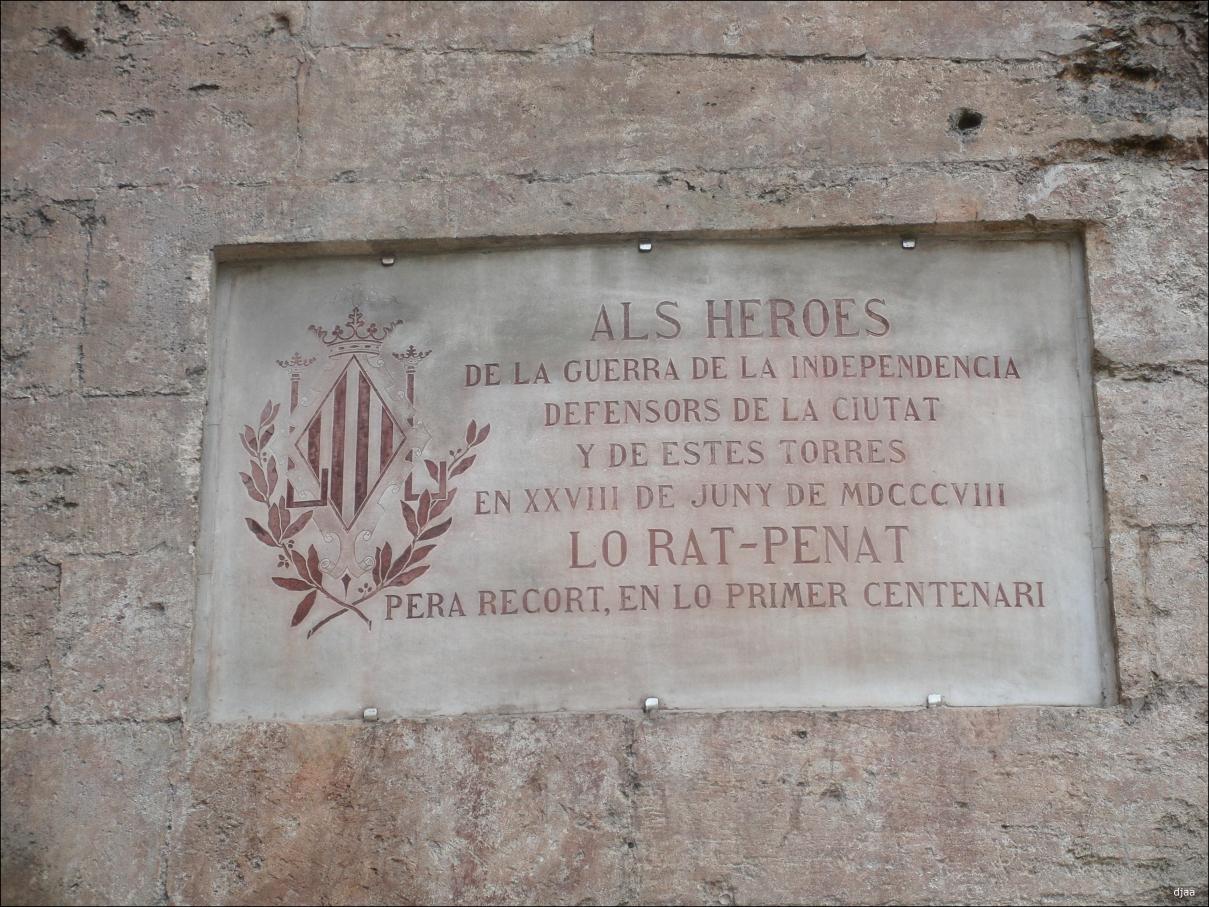 ALS HEROES
DE LA GUERRA DE LA INDEPENDENCIA
DEFENSORS DE LA CIUTAT
Y DE ESTES TORRES
EN XXVIII DE JUNY DE MDCCCVIII
LO RAT-PENAT
PERA RECORT, EN LO PRIMER CENTENARI
djaa